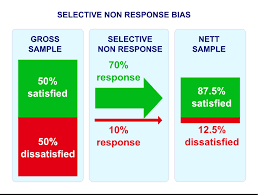 SELECTIVE NON RESPONSE BIAS
GROSS
SAMPLE
50%
satisfied
50%
dissatisfied
SELECTIVE
NON RESPONSE
70%
response
10%
response
NETT
SAMPLE
87.5%
satisfied
12.5%
dissatisfied